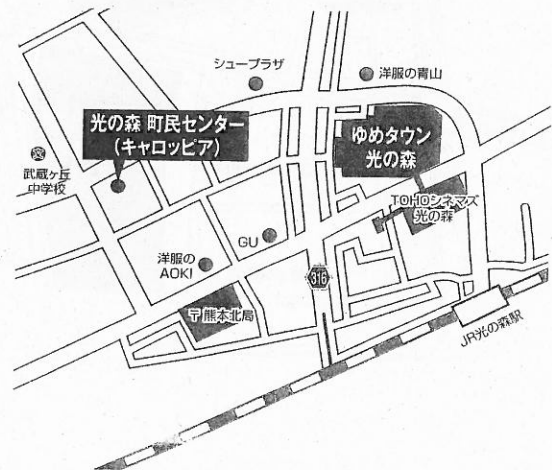 シュープラザ
洋服の青山
光の森 町民センター
(キャロッピア)
ゆめタウン
光の森
武蔵ヶ丘
中学校
TOHOシネマズ
光の森
GU
洋服の
AOKI
316
〒熊本北局
JR光の森駅